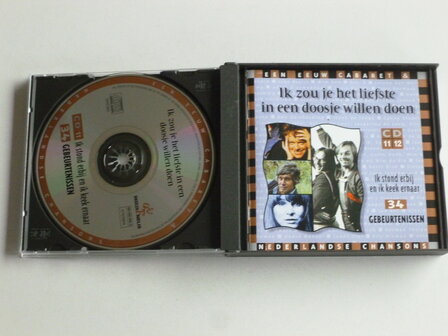 Ik zou je het liefste in een
doosje willen doen
CD 11
Ik stond erbij en ik keek ernaar
34
GEBEURTENISSEN
EEN EEUW CABARET &
Ik zou je het liefste
in een doosje willen doen
CD
11 12
Ik stond erbij
en ik keek ernaar
34
GEBEURTENISSEN
NEDERLANDSE CHANSONS